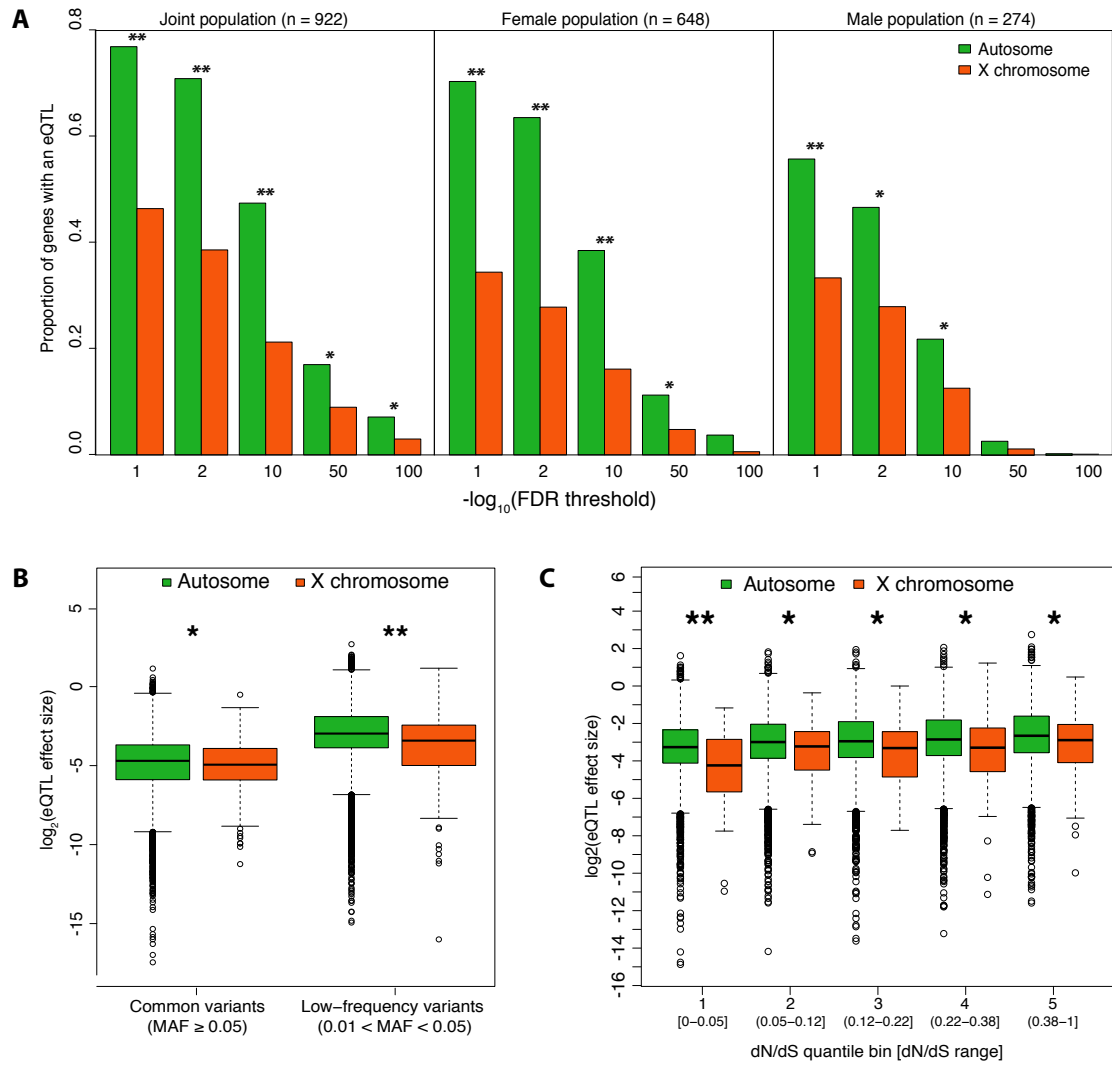 A
Joint population (n = 922)
Female population (n = 648)
Male population (n = 274)
Autosome
X chromosome
Proportion of genes with an eQTL
0.8
0.6
0.4
0.2
0.0
** ** ** * *
** ** ** *
** * *
1 2 10 50 100
1 2 10 50 100
1 2 10 50 100
-log10(FDR threshold)
B
Autosome X chromosome
* **
log2(eQTL effect size)
5
0
-5
-10
-15
Common variants
(MAF ≥ 0.05)
Low−frequency variants
(0.01 < MAF < 0.05)
C
Autosome X chromosome
** * * * *
log2(eQTL effect size)
6
4
2
0
-2
-4
-6
-8
-10
-12
-14
-16
1 2 3 4 5
[0−0.05] (0.05−0.12] (0.12−0.22] (0.22−0.38] (0.38−1]
dN/dS quantile bin [dN/dS range]